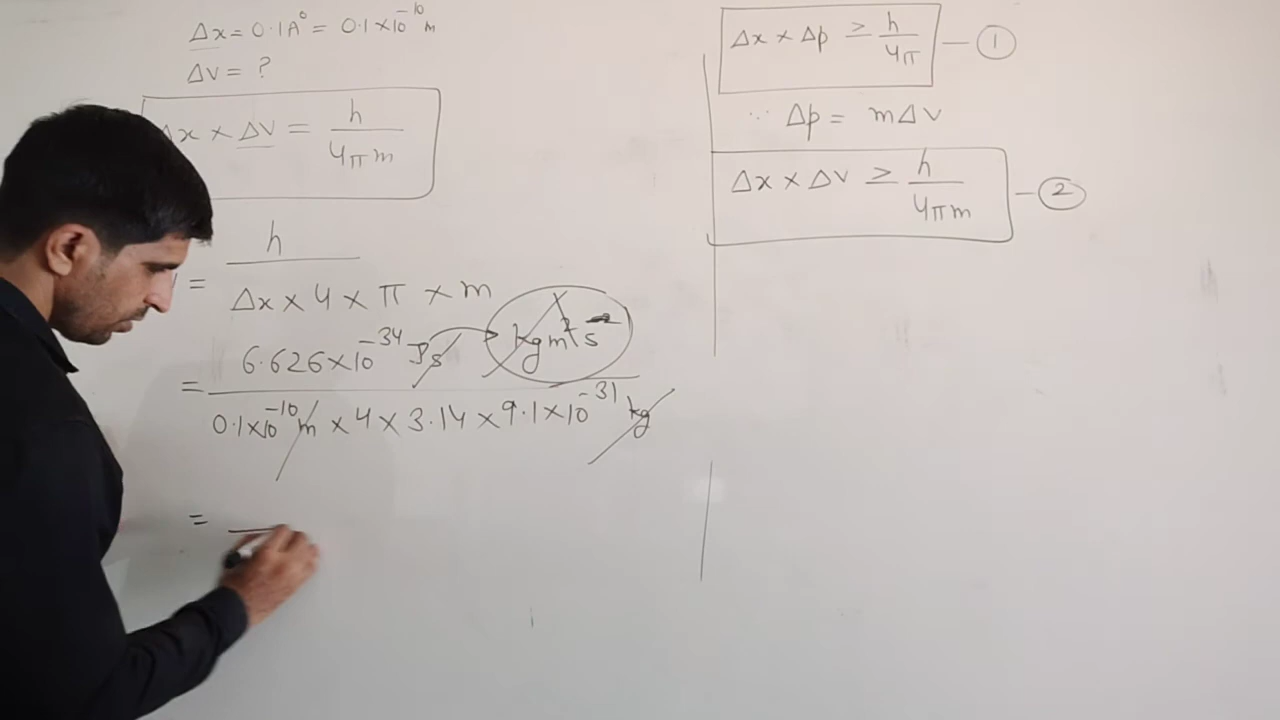 Δx = 0.1A° = 0.1×10⁻¹⁰ m
Δv = ?
x × Δv = h / 4πm
= h / Δx × 4 × π × m
= 6.626×10⁻³⁴ Js kgm²s⁻² / 0.1×10⁻¹⁰ m × 4 × 3.14 × 9.1×10⁻³¹ kg
=
Δx × Δp ≥ h / 4π — 1
∵ Δp = mΔv
Δx × Δv ≥ h / 4πm — 2